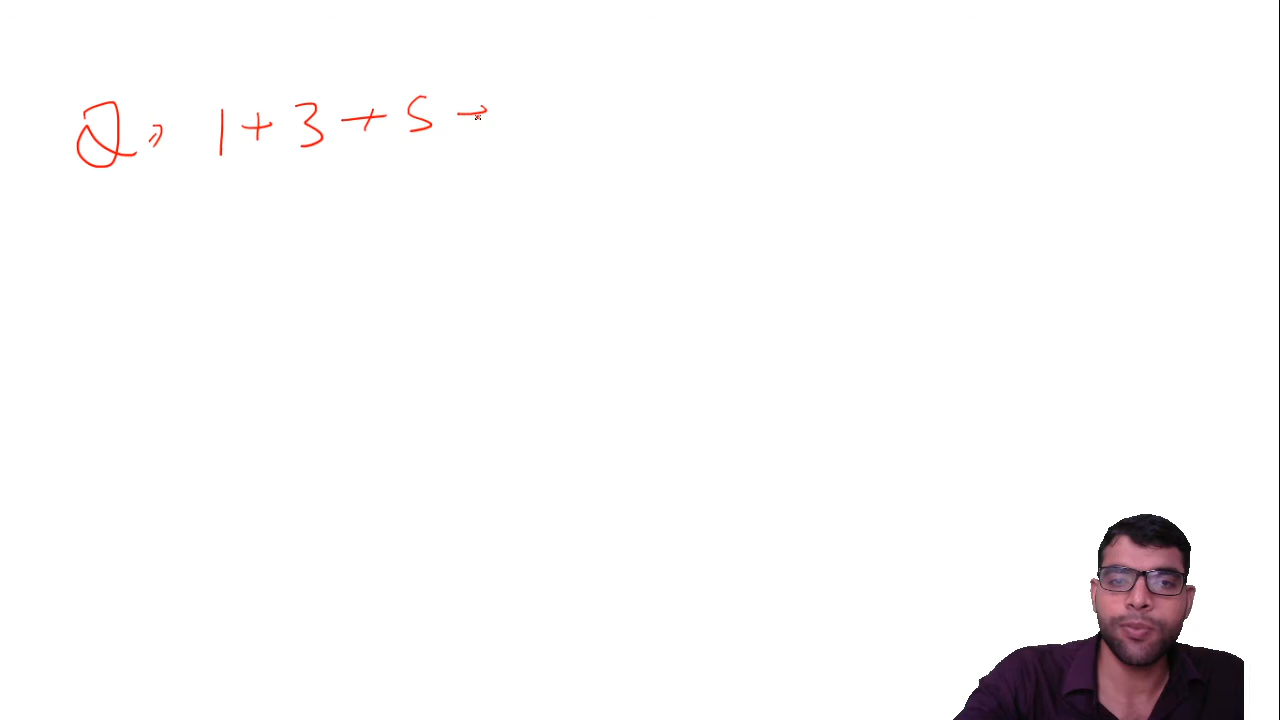 Q. 1 + 3 + 5 +